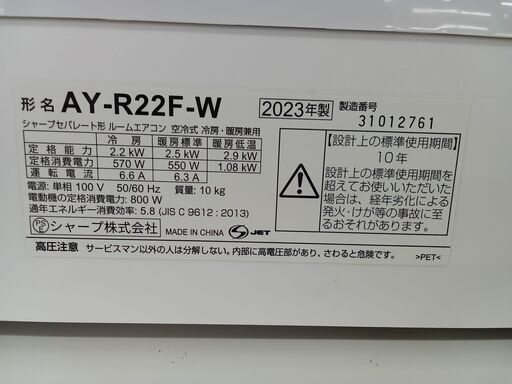 形名 AY-R22F-W 2023年製 製造番号 31012761
シャープセパレート形 ルームエアコン 空冷式 冷房・暖房兼用
冷房 暖房標準 暖房低温
定格能力 2.2 kW 2.5 kW 2.9 kW
定格消費電力 570 W 550 W 1.08 kW
運転電流 6.6 A 6.3 A
電源: 単相 100 V 50/60 Hz 質量: 10 kg
電動機の定格消費電力: 800 W
通年エネルギー消費効率: 5.8 (JIS C 9612 : 2013)
PS E シャープ株式会社 MADE IN CHINA S JET
【設計上の標準使用期間】
10 年
設計上の標準使用期間を
超えてお使いいただいた
場合は、経年劣化による
発火・けが等の事故に至
るおそれがあります。
高圧注意 サービスマン以外の人は分解しない。内部に高電圧部があり、さわると危険です。 >PET<